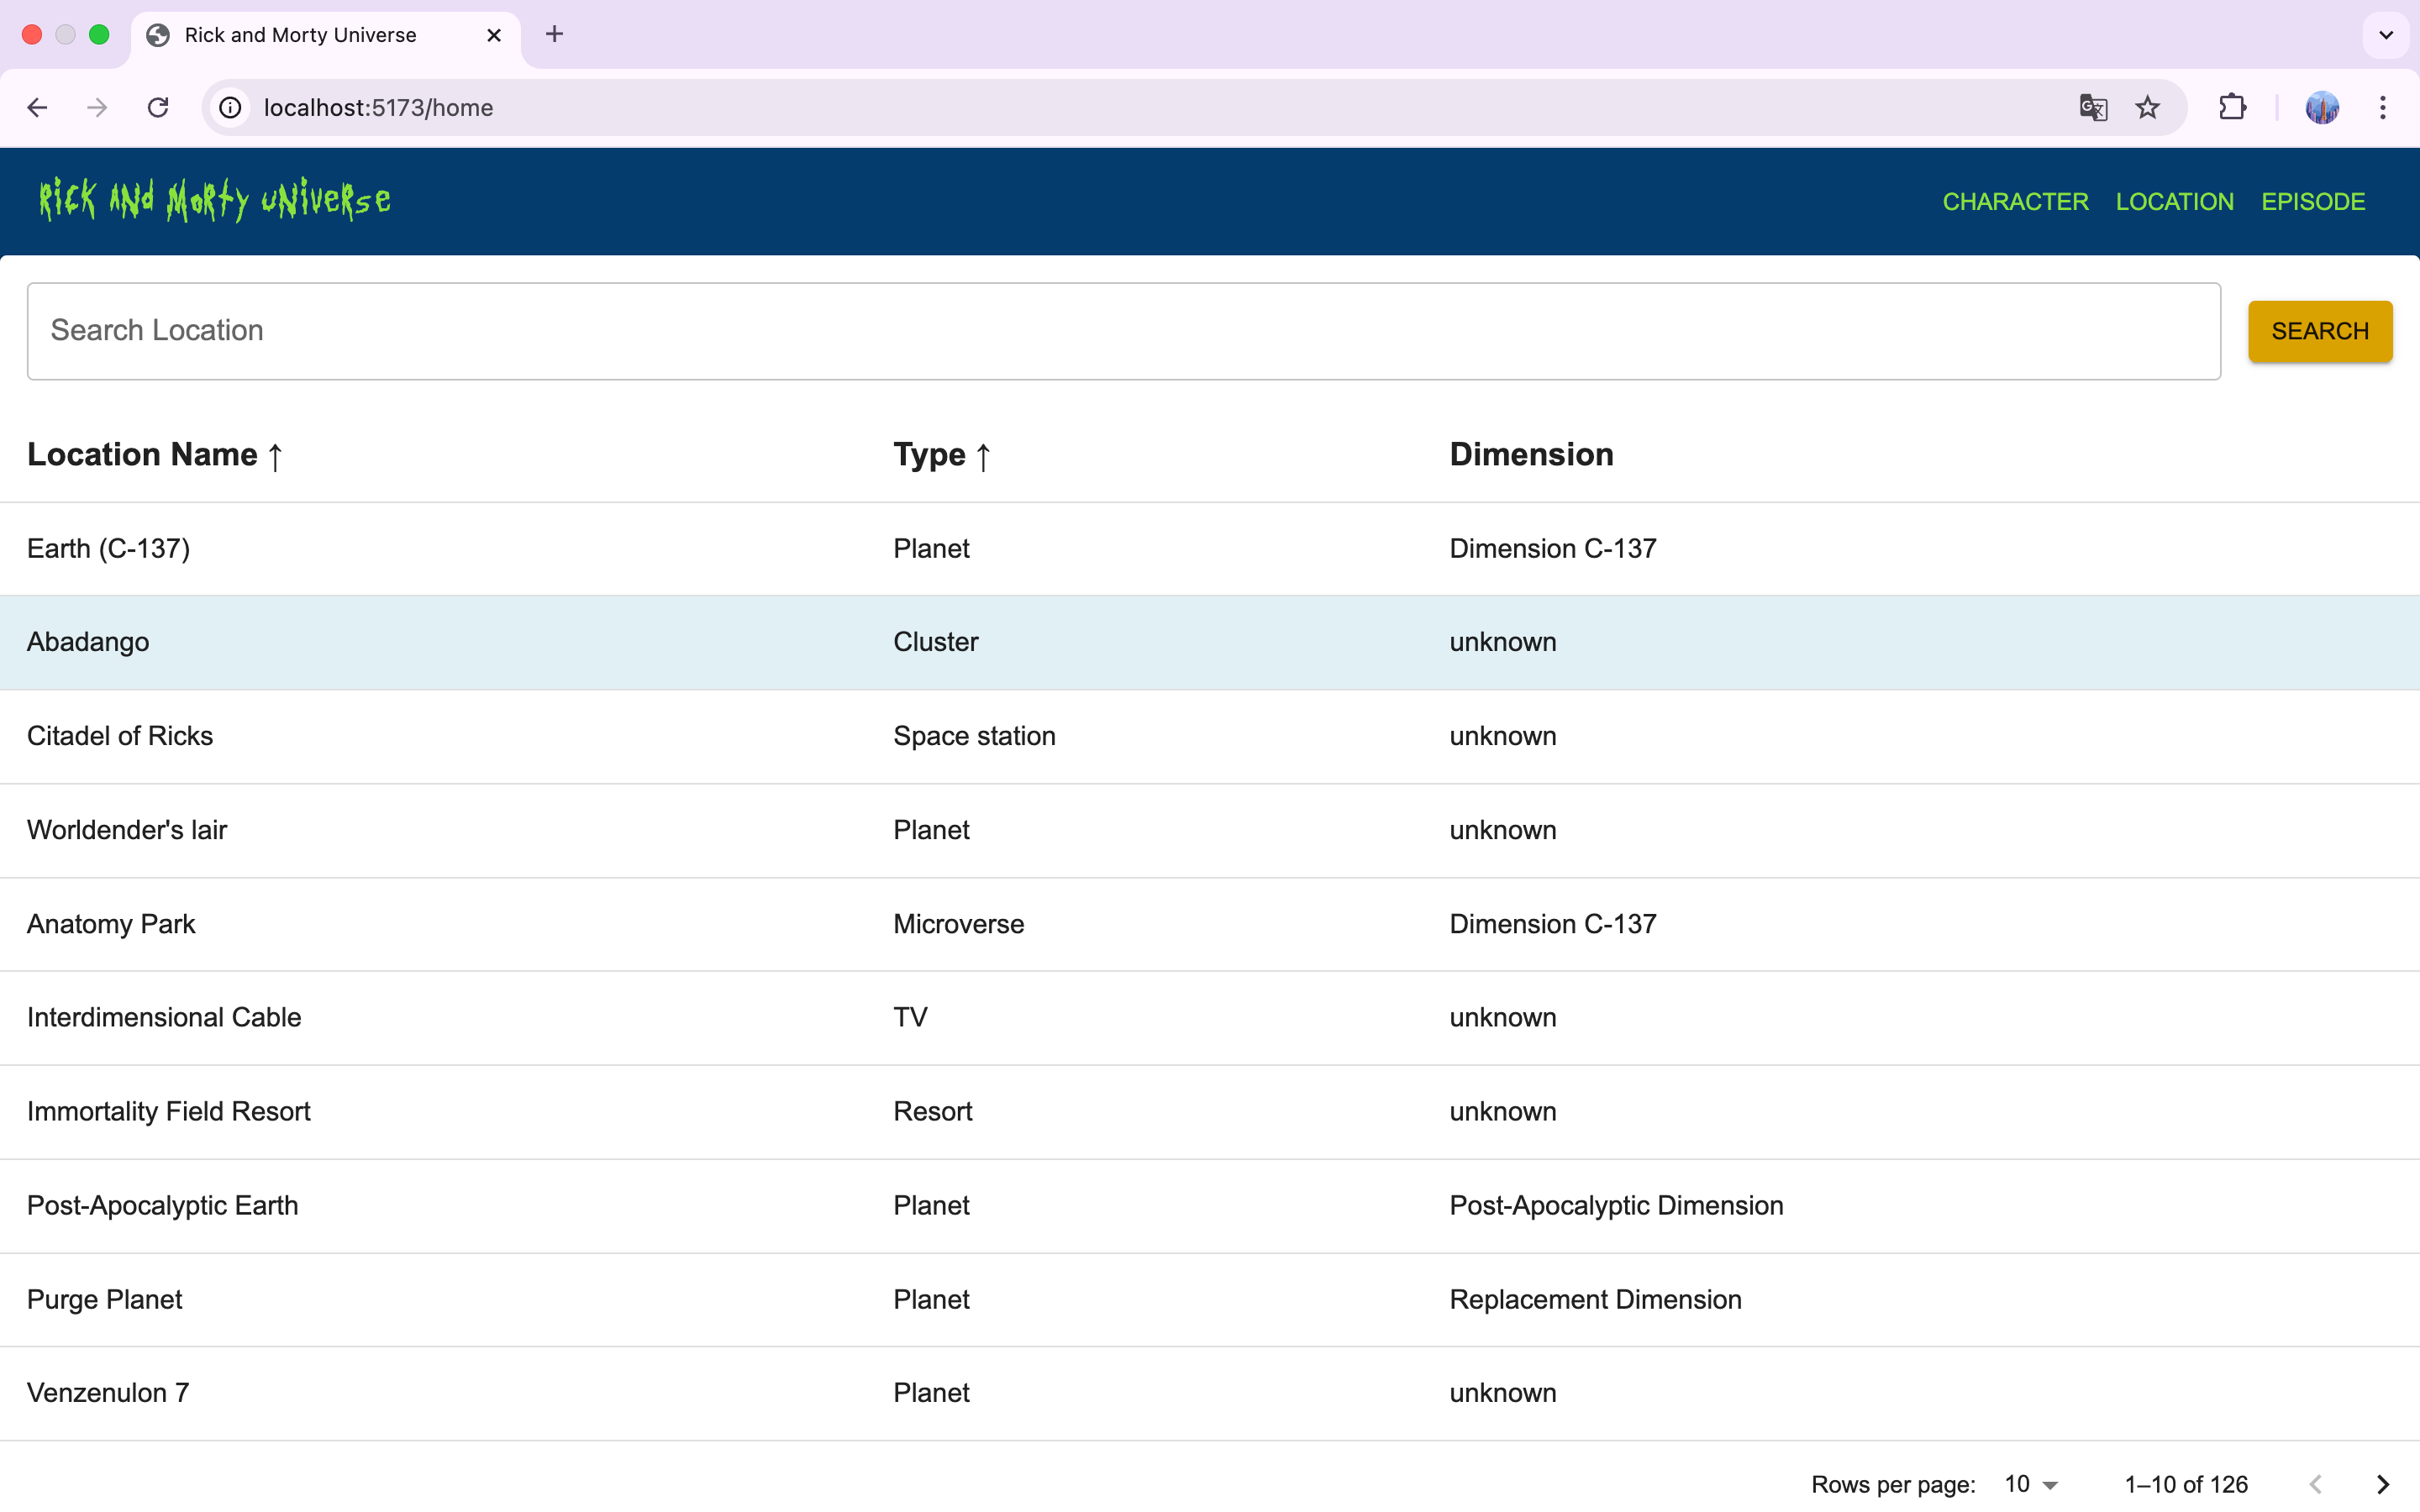 Rick and Morty Universe
localhost:5173/home
Rick and Morty Universe
CHARACTER LOCATION EPISODE
Search Location
SEARCH
Location Name ↑ Type ↑ Dimension
Earth (C-137) Planet Dimension C-137
Abadango Cluster unknown
Citadel of Ricks Space station unknown
Worldender's lair Planet unknown
Anatomy Park Microverse Dimension C-137
Interdimensional Cable TV unknown
Immortality Field Resort Resort unknown
Post-Apocalyptic Earth Planet Post-Apocalyptic Dimension
Purge Planet Planet Replacement Dimension
Venzenulon 7 Planet unknown
Rows per page: 10 1–10 of 126